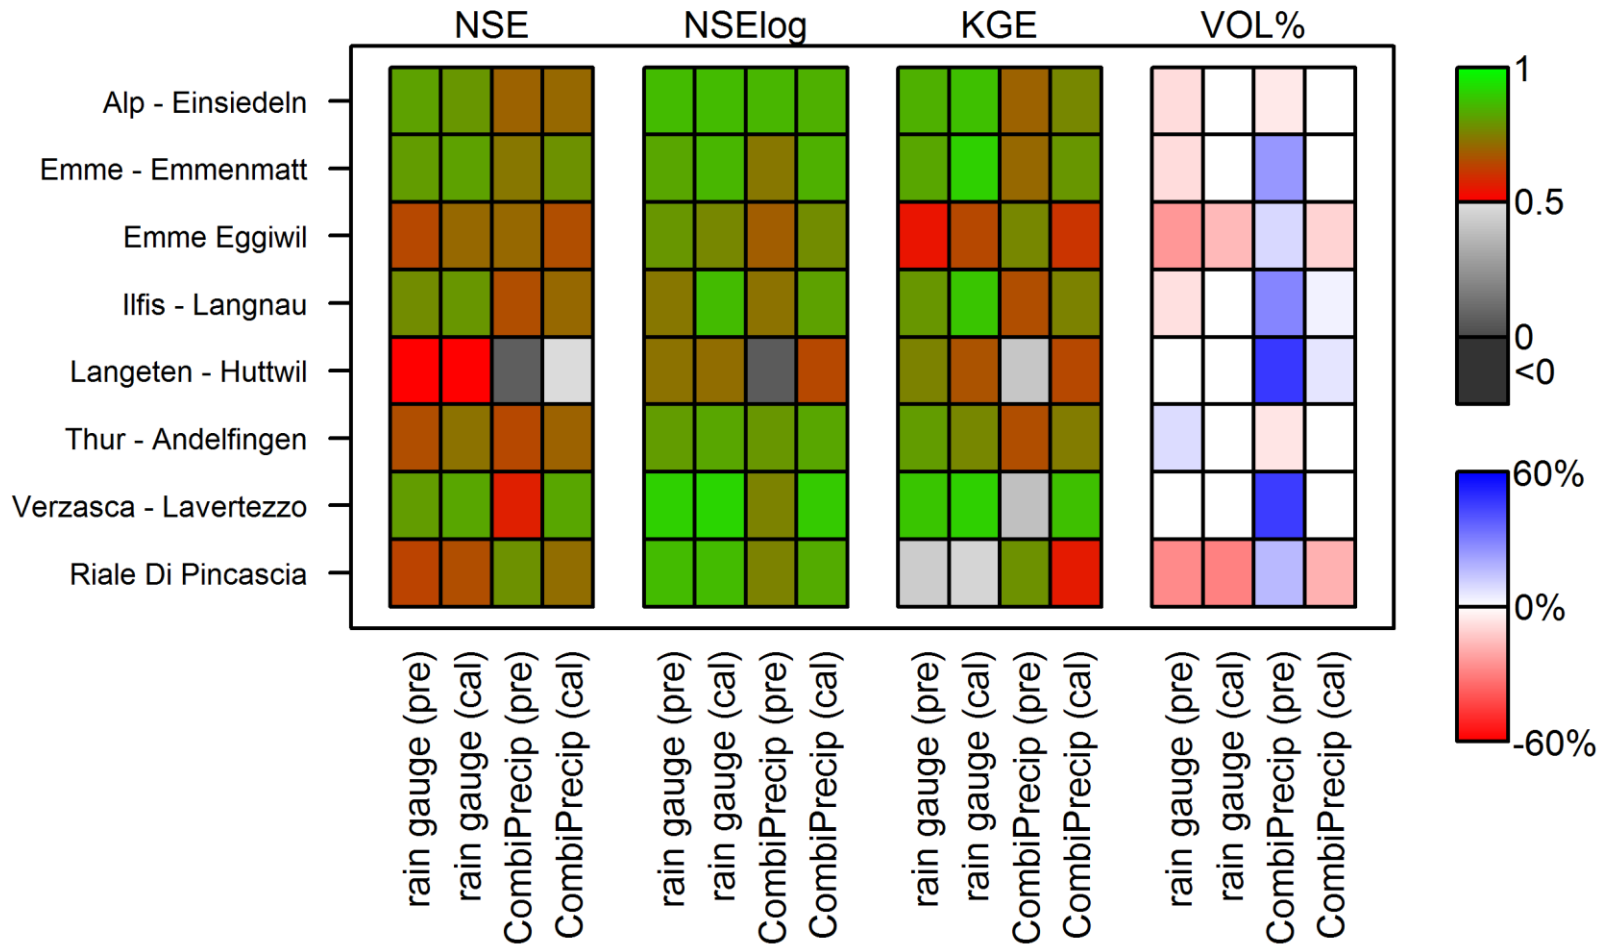 NSE
NSElog
KGE
VOL%
Alp - Einsiedeln
Emme - Emmenmatt
Emme Eggiwil
Ilfis - Langnau
Langeten - Huttwil
Thur - Andelfingen
Verzasca - Lavertezzo
Riale Di Pincascia
rain gauge (pre)
rain gauge (cal)
CombiPrecip (pre)
CombiPrecip (cal)
rain gauge (pre)
rain gauge (cal)
CombiPrecip (pre)
CombiPrecip (cal)
rain gauge (pre)
rain gauge (cal)
CombiPrecip (pre)
CombiPrecip (cal)
rain gauge (pre)
rain gauge (cal)
CombiPrecip (pre)
CombiPrecip (cal)
1
0.5
0
<0
60%
0%
-60%